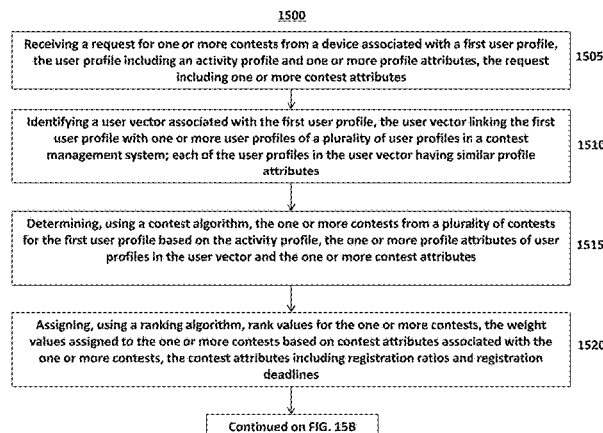 1500
Receiving a request for one or more contests from a device associated with a first user profile,
the user profile including an activity profile and one or more profile attributes, the request
including one or more contest attributes
1505
Identifying a user vector associated with the first user profile, the user vector linking the first
user profile with one or more user profiles of a plurality of user profiles in a contest
management system; each of the user profiles in the user vector having similar profile
attributes
1510
Determining, using a contest algorithm, the one or more contests from a plurality of contests
for the first user profile based on the activity profile, the one or more profile attributes of user
profiles in the user vector and the one or more contest attributes
1515
Assigning, using a ranking algorithm, rank values for the one or more contests, the weight
values assigned to the one or more contests based on contest attributes associated with the
one or more contests, the contest attributes including registration ratios and registration
deadlines
1520
Continued on FIG. 15B